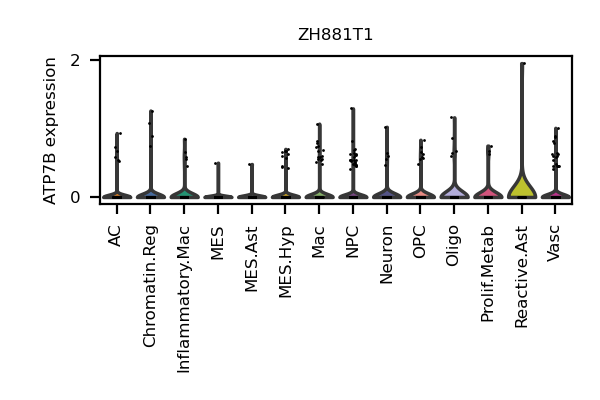 ZH881T1
ATP7B expression
2
0
AC
Chromatin.Reg
Inflammatory.Mac
MES
MES.Ast
MES.Hyp
Mac
NPC
Neuron
OPC
Oligo
Prolif.Metab
Reactive.Ast
Vasc